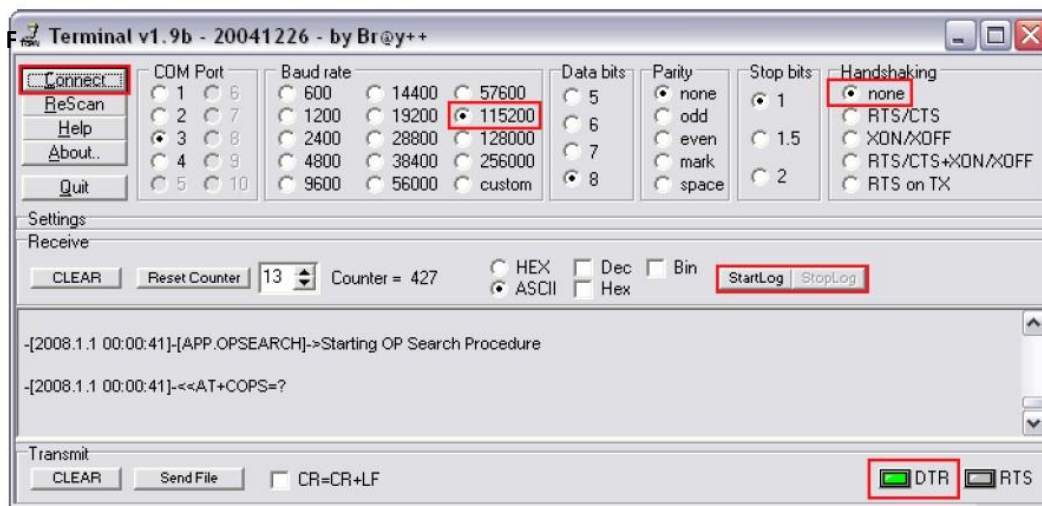 F Terminal v1.9b - 20041226 - by Br@y++
Connect
ReScan
Help
About..
Quit
COM Port
1 6
2 7
3 8
4 9
5 10
Baud rate
600 14400 57600
1200 19200 115200
2400 28800 128000
4800 38400 256000
9600 56000 custom
Data bits
5
6
7
8
Parity
none
odd
even
mark
space
Stop bits
1
1.5
2
Handshaking
none
RTS/CTS
XON/XOFF
RTS/CTS+XON/XOFF
RTS on TX
Settings
Receive
CLEAR Reset Counter 13 Counter = 427
HEX Dec Bin
ASCII Hex
StartLog StopLog
-[2008.1.1 00:00:41]-[APP.OPSEARCH]->Starting OP Search Procedure
-[2008.1.1 00:00:41]-<<AT+COPS=?
Transmit
CLEAR Send File CR=CR+LF DTR RTS